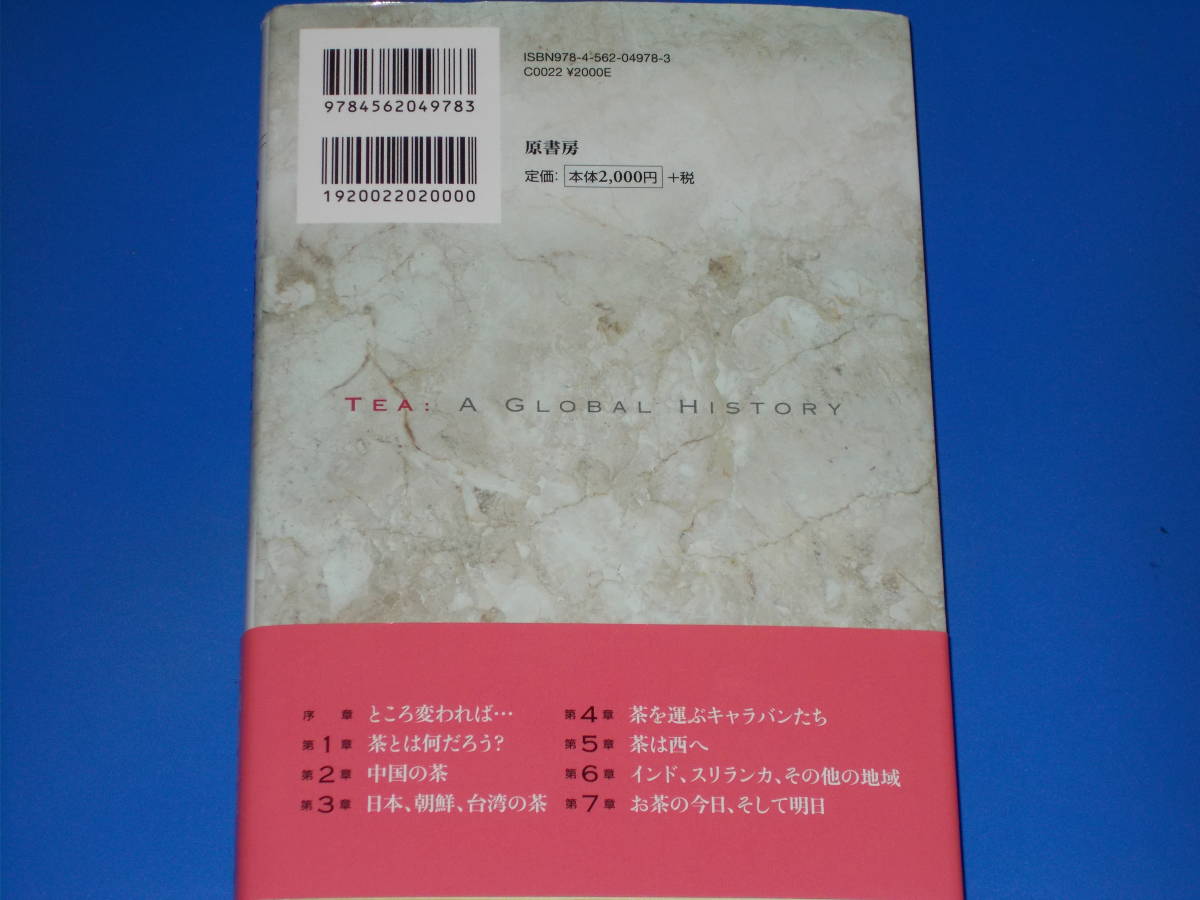 ISBN978-4-562-04978-3
C0022 ¥2000E
9784562049783
1920022020000
原書房
定価: 本体2,000円 +税
TEA: A GLOBAL HISTORY
序 章 ところ変われば…
第1章 茶とは何だろう?
第2章 中国の茶
第3章 日本、朝鮮、台湾の茶
第4章 茶を運ぶキャラバンたち
第5章 茶は西へ
第6章 インド、スリランカ、その他の地域
第7章 お茶の今日、そして明日